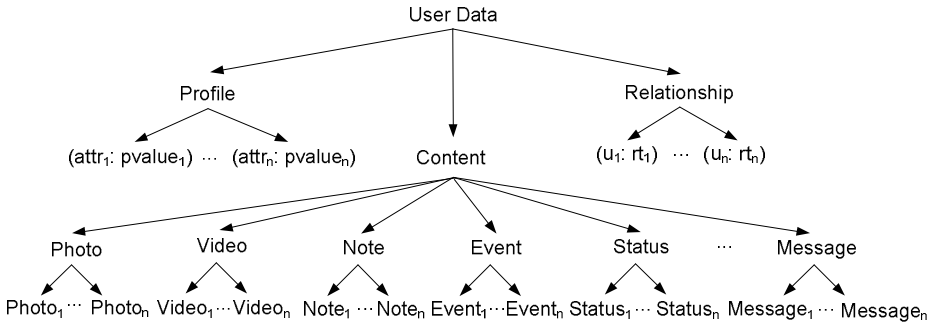 User Data
Profile
Relationship
(attr₁: pvalue₁) ... (attrₙ: pvalueₙ)
Content
(u₁: rt₁) ... (uₙ: rtₙ)
Photo Video Note Event Status ... Message
Photo₁ ... Photoₙ Video₁ ... Videoₙ Note₁ ... Noteₙ Event₁ ... Eventₙ Status₁ ... Statusₙ Message₁ ... Messageₙ